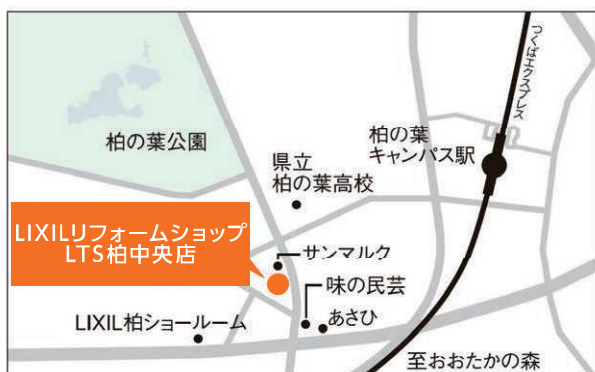 つくばエクスプレス
柏の葉公園
柏の葉
キャンパス駅
県立
柏の葉高校
LIXILリフォームショップ
LTS柏中央店
サンマルク
味の民芸
あさひ
LIXIL柏ショールーム
至おおたかの森